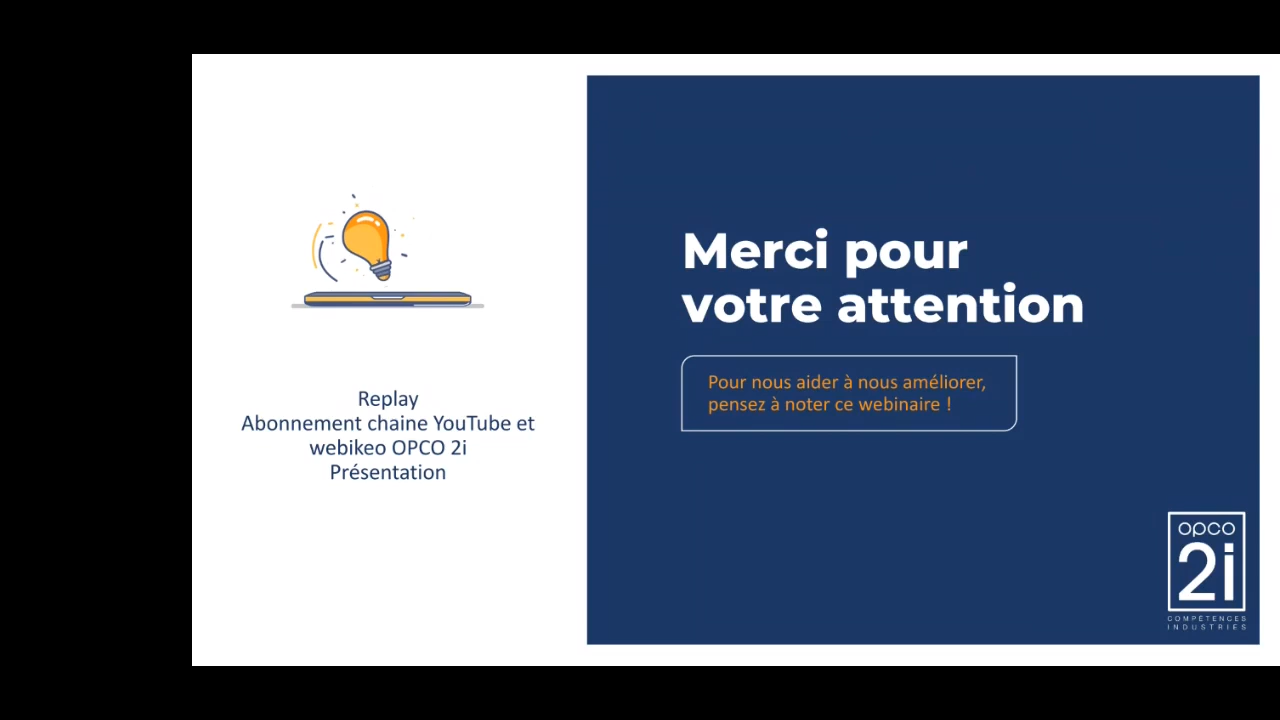 Replay
Abonnement chaine YouTube et
webikeo OPCO 2i
Présentation
Merci pour
votre attention
Pour nous aider à nous améliorer,
pensez à noter ce webinaire !
opco
2i
COMPÉTENCES
INDUSTRIES